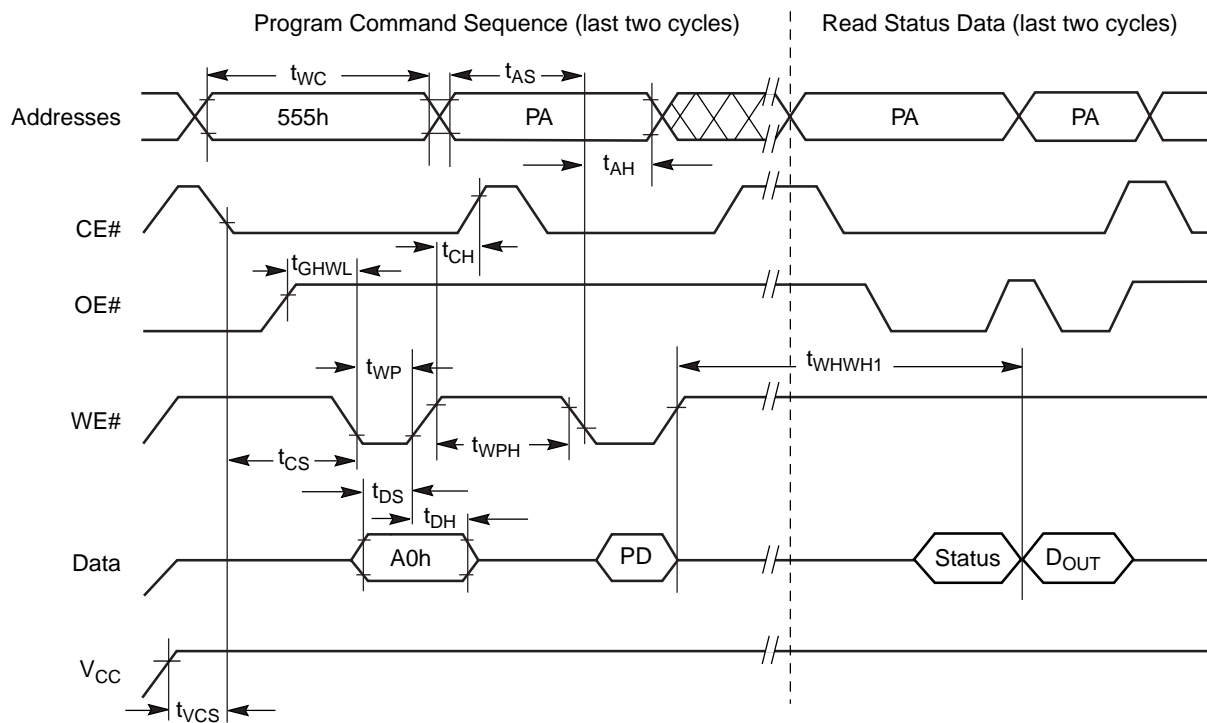 Program Command Sequence (last two cycles)
Read Status Data (last two cycles)
tWC
tAS
Addresses
555h
PA
PA
PA
tAH
CE#
tCH
tGHWL
OE#
tWHWH1
tWP
WE#
tWPH
tCS
tDS
tDH
Data
A0h
PD
Status
DOUT
VCC
tVCS